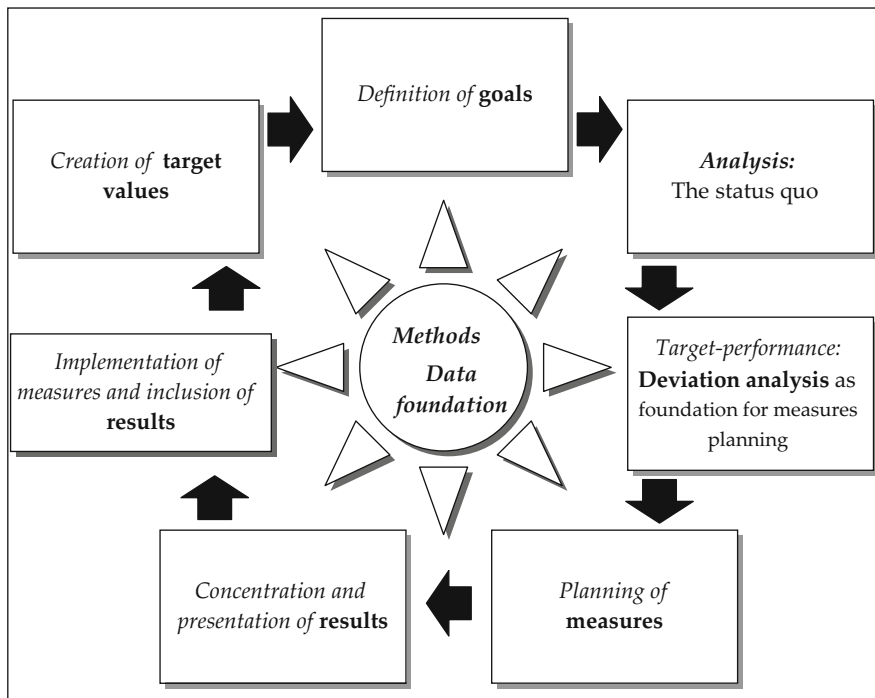 Definition of goals
Creation of target
values
Analysis:
The status quo
Methods
Data
foundation
Implementation of
measures and inclusion of
results
Target-performance:
Deviation analysis as
foundation for measures
planning
Concentration and
presentation of results
Planning of
measures